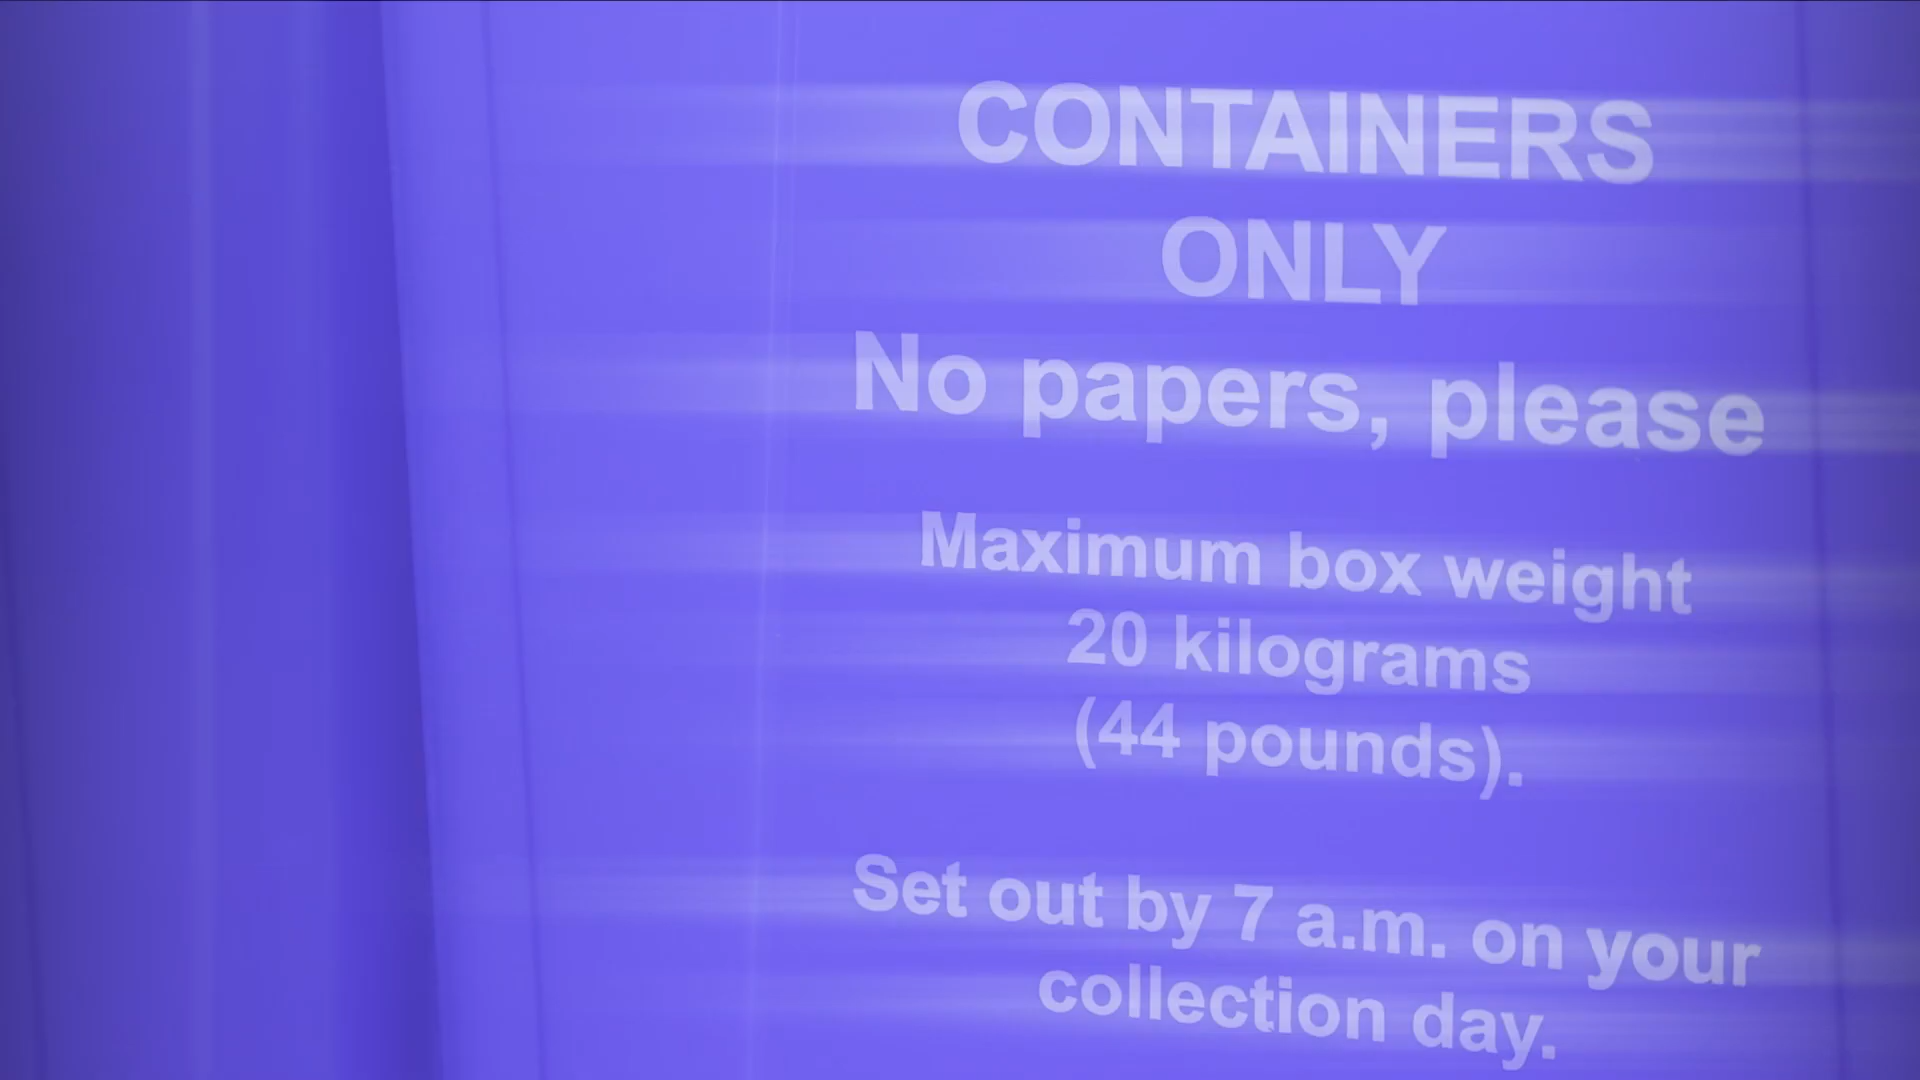 CONTAINERS
ONLY
No papers, please
Maximum box weight
20 kilograms
(44 pounds).
Set out by 7 a.m. on your
collection day.